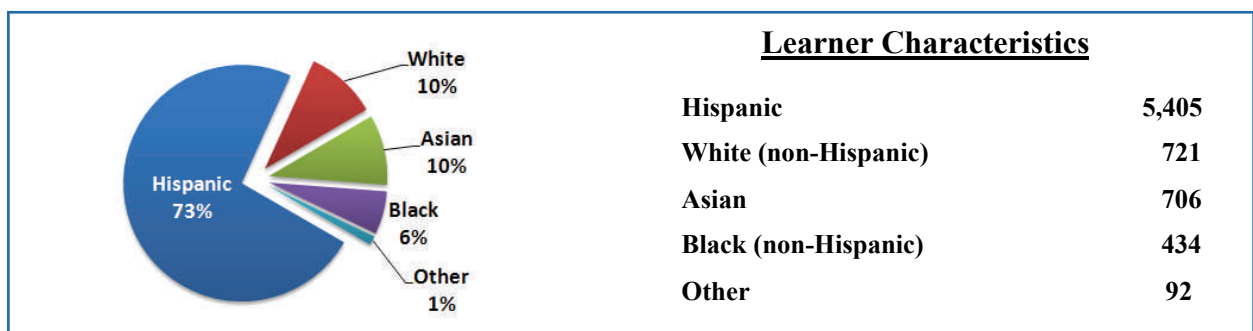 White
10%
Asian
10%
Hispanic
73%
Black
6%
Other
1%
Learner Characteristics
Hispanic 5,405
White (non-Hispanic) 721
Asian 706
Black (non-Hispanic) 434
Other 92